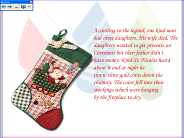 According to the legend, one kind man
had three daughters. His wife died. The
daughters wanted to get presents on
Christmas but their father didn't
have money. Kind St. Nicolas heard
about it and at night he
threw three gold coins down the
chimney. The coins fell into their
stockings which were hanging
by the fireplace to dry.